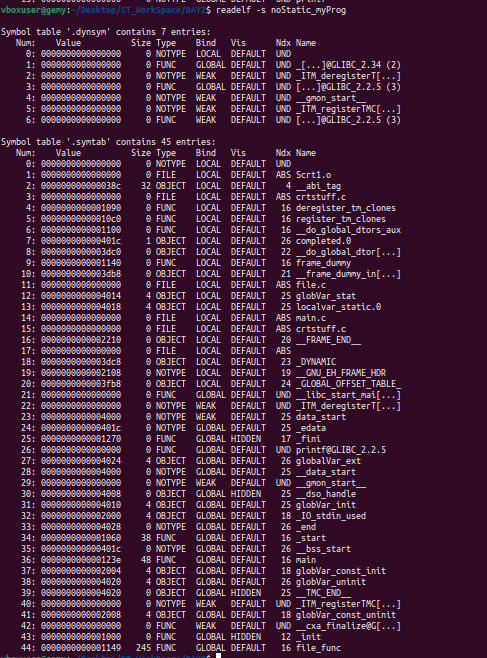 vboxuser@gemy:~/Desktop/ST_WorkSpace/DAY2$ readelf -s noStatic_myProg
Symbol table '.dynsym' contains 7 entries:
Num: Value Size Type Bind Vis Ndx Name
0: 0000000000000000 0 NOTYPE LOCAL DEFAULT UND
1: 0000000000000000 0 FUNC GLOBAL DEFAULT UND _[...]@GLIBC_2.34 (2)
2: 0000000000000000 0 NOTYPE WEAK DEFAULT UND _ITM_deregisterT[...]
3: 0000000000000000 0 FUNC GLOBAL DEFAULT UND [...]@GLIBC_2.2.5 (3)
4: 0000000000000000 0 NOTYPE WEAK DEFAULT UND __gmon_start__
5: 0000000000000000 0 NOTYPE WEAK DEFAULT UND _ITM_registerTMC[...]
6: 0000000000000000 0 FUNC WEAK DEFAULT UND [...]@GLIBC_2.2.5 (3)
Symbol table '.symtab' contains 45 entries:
Num: Value Size Type Bind Vis Ndx Name
0: 0000000000000000 0 NOTYPE LOCAL DEFAULT UND
1: 0000000000000000 0 FILE LOCAL DEFAULT ABS Scrt1.o
2: 000000000000038c 32 OBJECT LOCAL DEFAULT 4 __abi_tag
3: 0000000000000000 0 FILE LOCAL DEFAULT ABS crtstuff.c
4: 0000000000001090 0 FUNC LOCAL DEFAULT 16 deregister_tm_clones
5: 00000000000010c0 0 FUNC LOCAL DEFAULT 16 register_tm_clones
6: 0000000000001100 0 FUNC LOCAL DEFAULT 16 __do_global_dtors_aux
7: 000000000000401c 1 OBJECT LOCAL DEFAULT 26 completed.0
8: 0000000000003dc0 0 OBJECT LOCAL DEFAULT 22 __do_global_dtor[...]
9: 0000000000001140 0 FUNC LOCAL DEFAULT 16 frame_dummy
10: 0000000000003db8 0 OBJECT LOCAL DEFAULT 21 __frame_dummy_in[...]
11: 0000000000000000 0 FILE LOCAL DEFAULT ABS file.c
12: 0000000000004014 4 OBJECT LOCAL DEFAULT 25 globVar_stat
13: 0000000000004018 4 OBJECT LOCAL DEFAULT 25 localvar_static.0
14: 0000000000000000 0 FILE LOCAL DEFAULT ABS main.c
15: 0000000000000000 0 FILE LOCAL DEFAULT ABS crtstuff.c
16: 0000000000002210 0 OBJECT LOCAL DEFAULT 20 __FRAME_END__
17: 0000000000000000 0 FILE LOCAL DEFAULT ABS
18: 0000000000003dc8 0 OBJECT LOCAL DEFAULT 23 _DYNAMIC
19: 0000000000002108 0 NOTYPE LOCAL DEFAULT 19 __GNU_EH_FRAME_HDR
20: 0000000000003fb8 0 OBJECT LOCAL DEFAULT 24 _GLOBAL_OFFSET_TABLE_
21: 0000000000000000 0 FUNC GLOBAL DEFAULT UND __libc_start_mai[...]
22: 0000000000000000 0 NOTYPE WEAK DEFAULT UND _ITM_deregisterT[...]
23: 0000000000004000 0 NOTYPE WEAK DEFAULT 25 data_start
24: 000000000000401c 0 NOTYPE GLOBAL DEFAULT 25 _edata
25: 0000000000001270 0 FUNC GLOBAL HIDDEN 17 _fini
26: 0000000000000000 0 FUNC GLOBAL DEFAULT UND printf@GLIBC_2.2.5
27: 0000000000004024 4 OBJECT GLOBAL DEFAULT 26 globalVar_ext
28: 0000000000004000 0 NOTYPE GLOBAL DEFAULT 25 __data_start
29: 0000000000000000 0 NOTYPE WEAK DEFAULT UND __gmon_start__
30: 0000000000004008 0 OBJECT GLOBAL HIDDEN 25 __dso_handle
31: 0000000000004010 4 OBJECT GLOBAL DEFAULT 25 globVar_init
32: 0000000000002000 4 OBJECT GLOBAL DEFAULT 18 _IO_stdin_used
33: 0000000000004028 0 NOTYPE GLOBAL DEFAULT 26 _end
34: 0000000000001060 38 FUNC GLOBAL DEFAULT 16 _start
35: 000000000000401c 0 NOTYPE GLOBAL DEFAULT 26 __bss_start
36: 000000000000123e 48 FUNC GLOBAL DEFAULT 16 main
37: 0000000000002004 4 OBJECT GLOBAL DEFAULT 18 globVar_const_init
38: 0000000000004020 4 OBJECT GLOBAL DEFAULT 26 globVar_uninit
39: 0000000000004020 0 OBJECT GLOBAL HIDDEN 25 __TMC_END__
40: 0000000000000000 0 NOTYPE WEAK DEFAULT UND _ITM_registerTMC[...]
41: 0000000000002008 4 OBJECT GLOBAL DEFAULT 18 globVar_const_uninit
42: 0000000000000000 0 FUNC WEAK DEFAULT UND __cxa_finalize@G[...]
43: 0000000000001000 0 FUNC GLOBAL HIDDEN 12 _init
44: 0000000000001149 245 FUNC GLOBAL DEFAULT 16 file_func